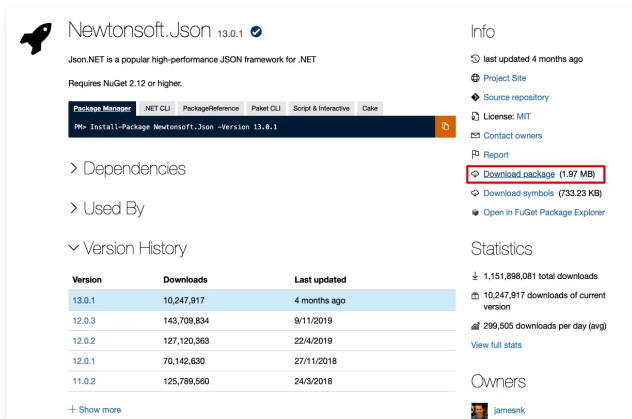 Newtonsoft.Json 13.0.1
Json.NET is a popular high-performance JSON framework for .NET
Requires NuGet 2.12 or higher.
Package Manager .NET CLI PackageReference Paket CLI Script & Interactive Cake
PM> Install-Package Newtonsoft.Json -Version 13.0.1
Dependencies
Used By
Version History
Version Downloads Last updated
13.0.1 10,247,917 4 months ago
12.0.3 143,709,834 9/11/2019
12.0.2 127,120,363 22/4/2019
12.0.1 70,142,630 27/11/2018
11.0.2 125,789,560 24/3/2018
+ Show more
Info
last updated 4 months ago
Project Site
Source repository
License: MIT
Contact owners
Report
Download package (1.97 MB)
Download symbols (733.23 KB)
Open in FuGet Package Explorer
Statistics
1,151,898,081 total downloads
10,247,917 downloads of current
version
299,505 downloads per day (avg)
View full stats
Owners
jamesnk